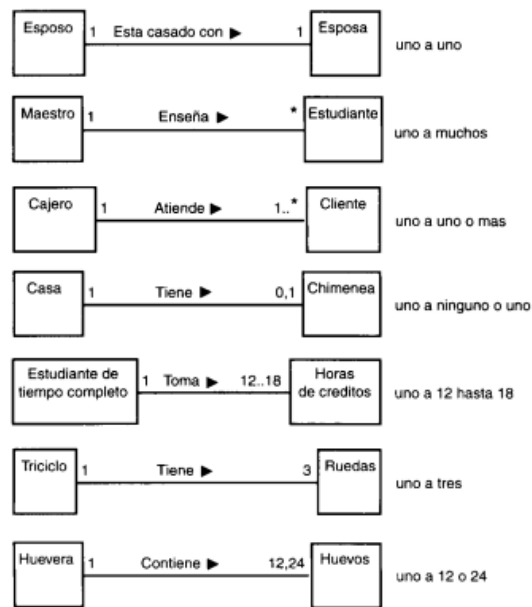 Esposo 1 Esta casado con ▶ 1 Esposa uno a uno
Maestro 1 Enseña ▶ * Estudiante uno a muchos
Cajero 1 Atiende ▶ 1..* Cliente uno a uno o mas
Casa 1 Tiene ▶ 0,1 Chimenea uno a ninguno o uno
Estudiante de
tiempo completo 1 Toma ▶ 12..18 Horas
de creditos uno a 12 hasta 18
Triciclo 1 Tiene ▶ 3 Ruedas uno a tres
Huevera 1 Contiene ▶ 12,24 Huevos uno a 12 o 24